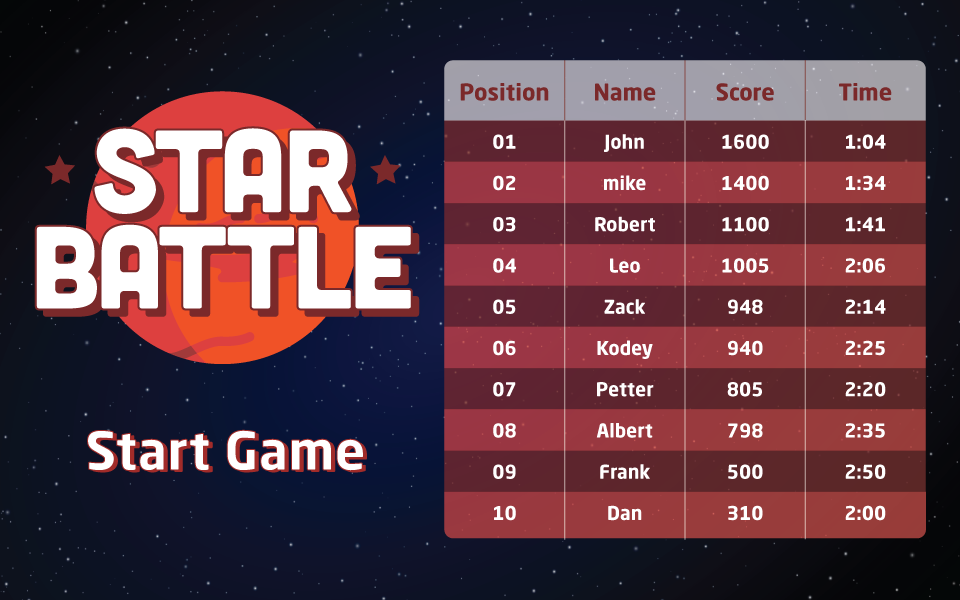 STAR
BATTLE
Start Game
Position Name Score Time
01 John 1600 1:04
02 mike 1400 1:34
03 Robert 1100 1:41
04 Leo 1005 2:06
05 Zack 948 2:14
06 Kodey 940 2:25
07 Petter 805 2:20
08 Albert 798 2:35
09 Frank 500 2:50
10 Dan 310 2:00